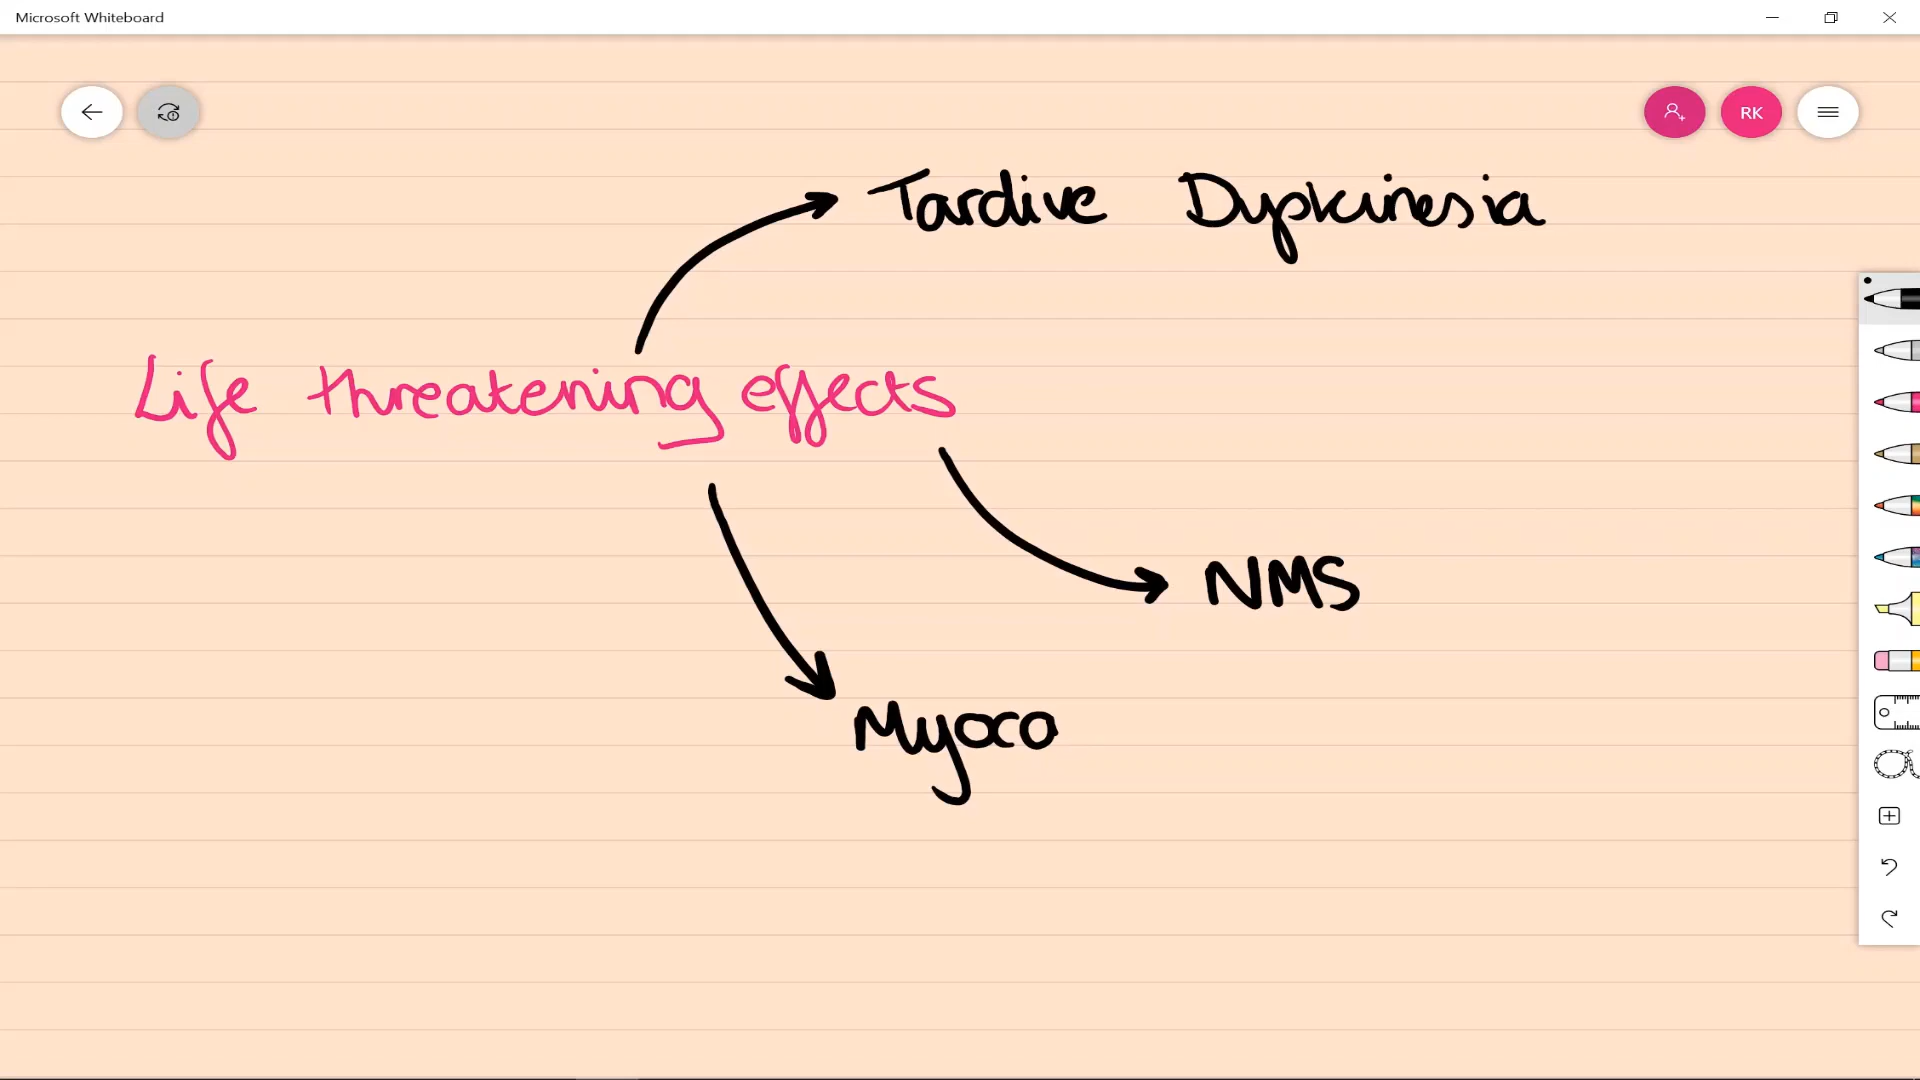 Microsoft Whiteboard
RK
Tardive Dyskinesia
Life threatening effects
NMS
Myoco